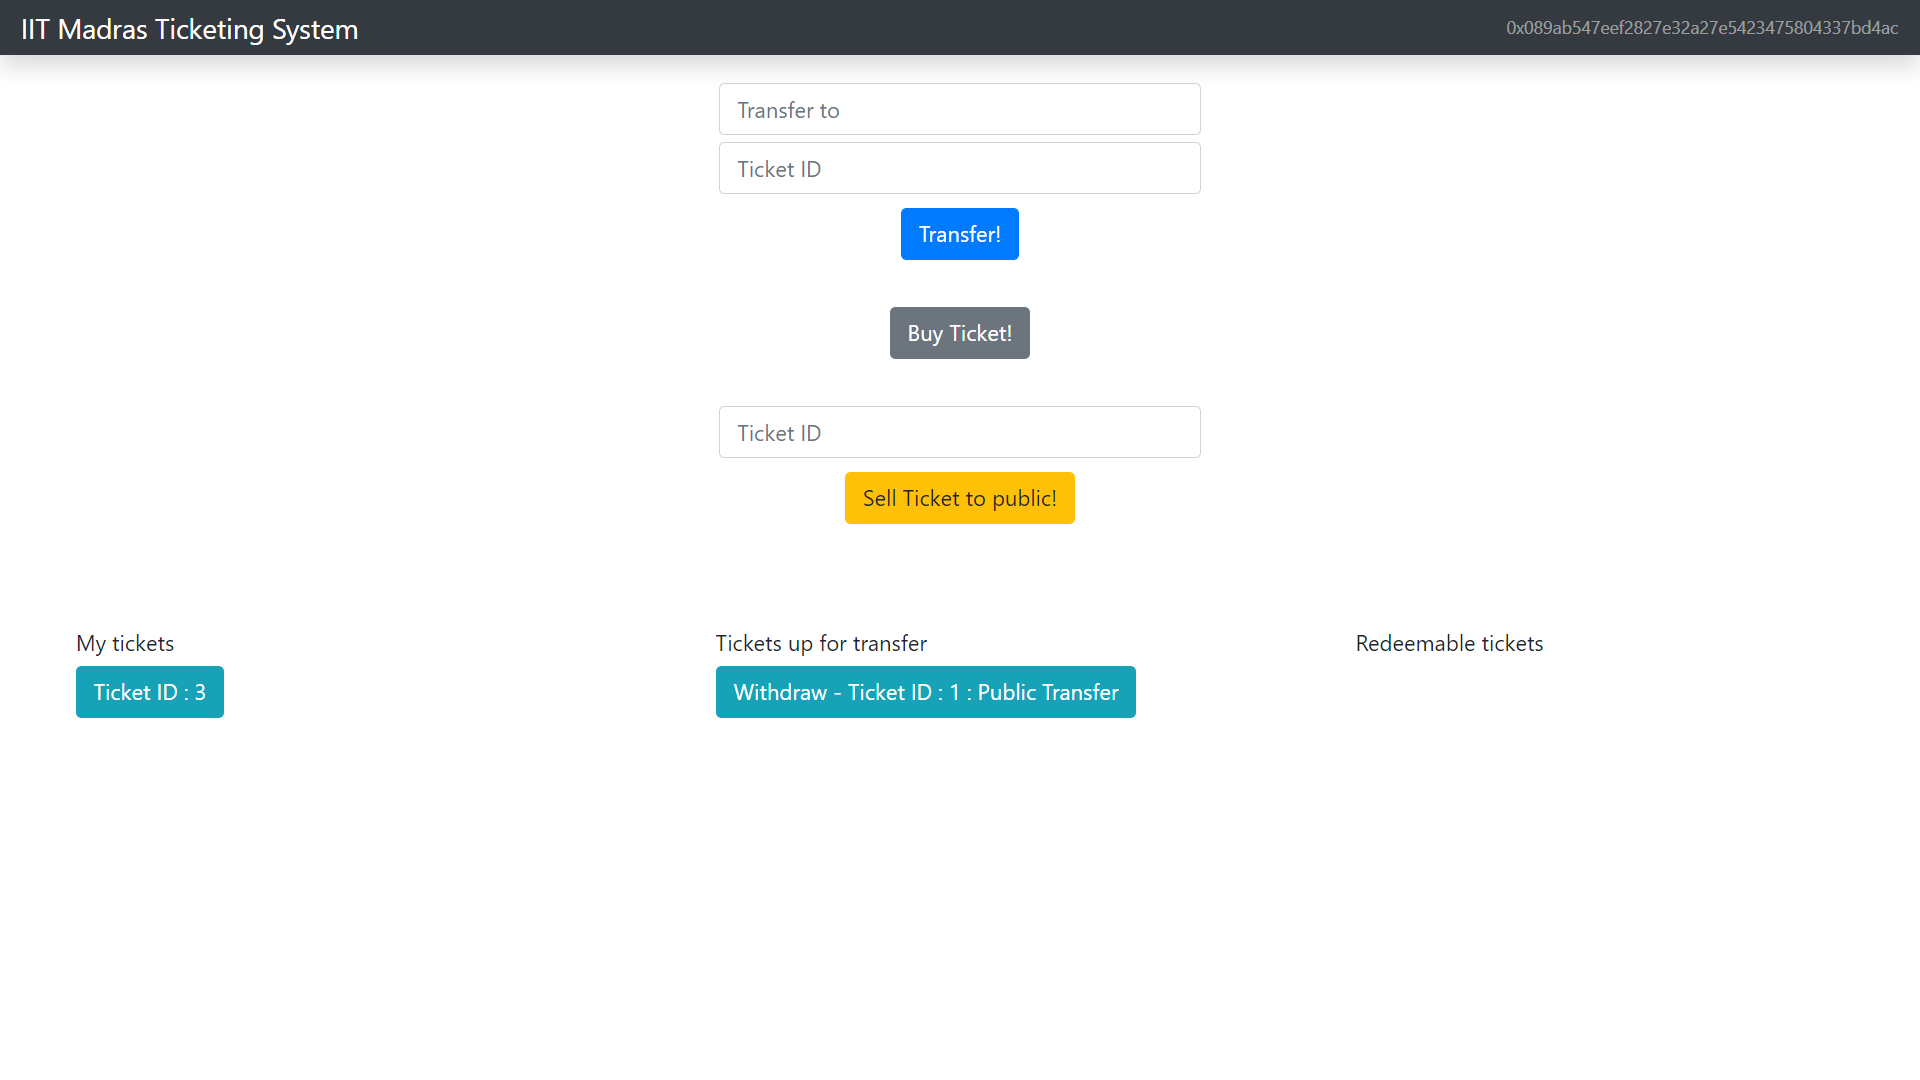 IIT Madras Ticketing System
0x089ab547eef2827e32a27e5423475804337bd4ac
Transfer to
Ticket ID
Transfer!
Buy Ticket!
Ticket ID
Sell Ticket to public!
My tickets
Ticket ID : 3
Tickets up for transfer
Withdraw - Ticket ID : 1 : Public Transfer
Redeemable tickets